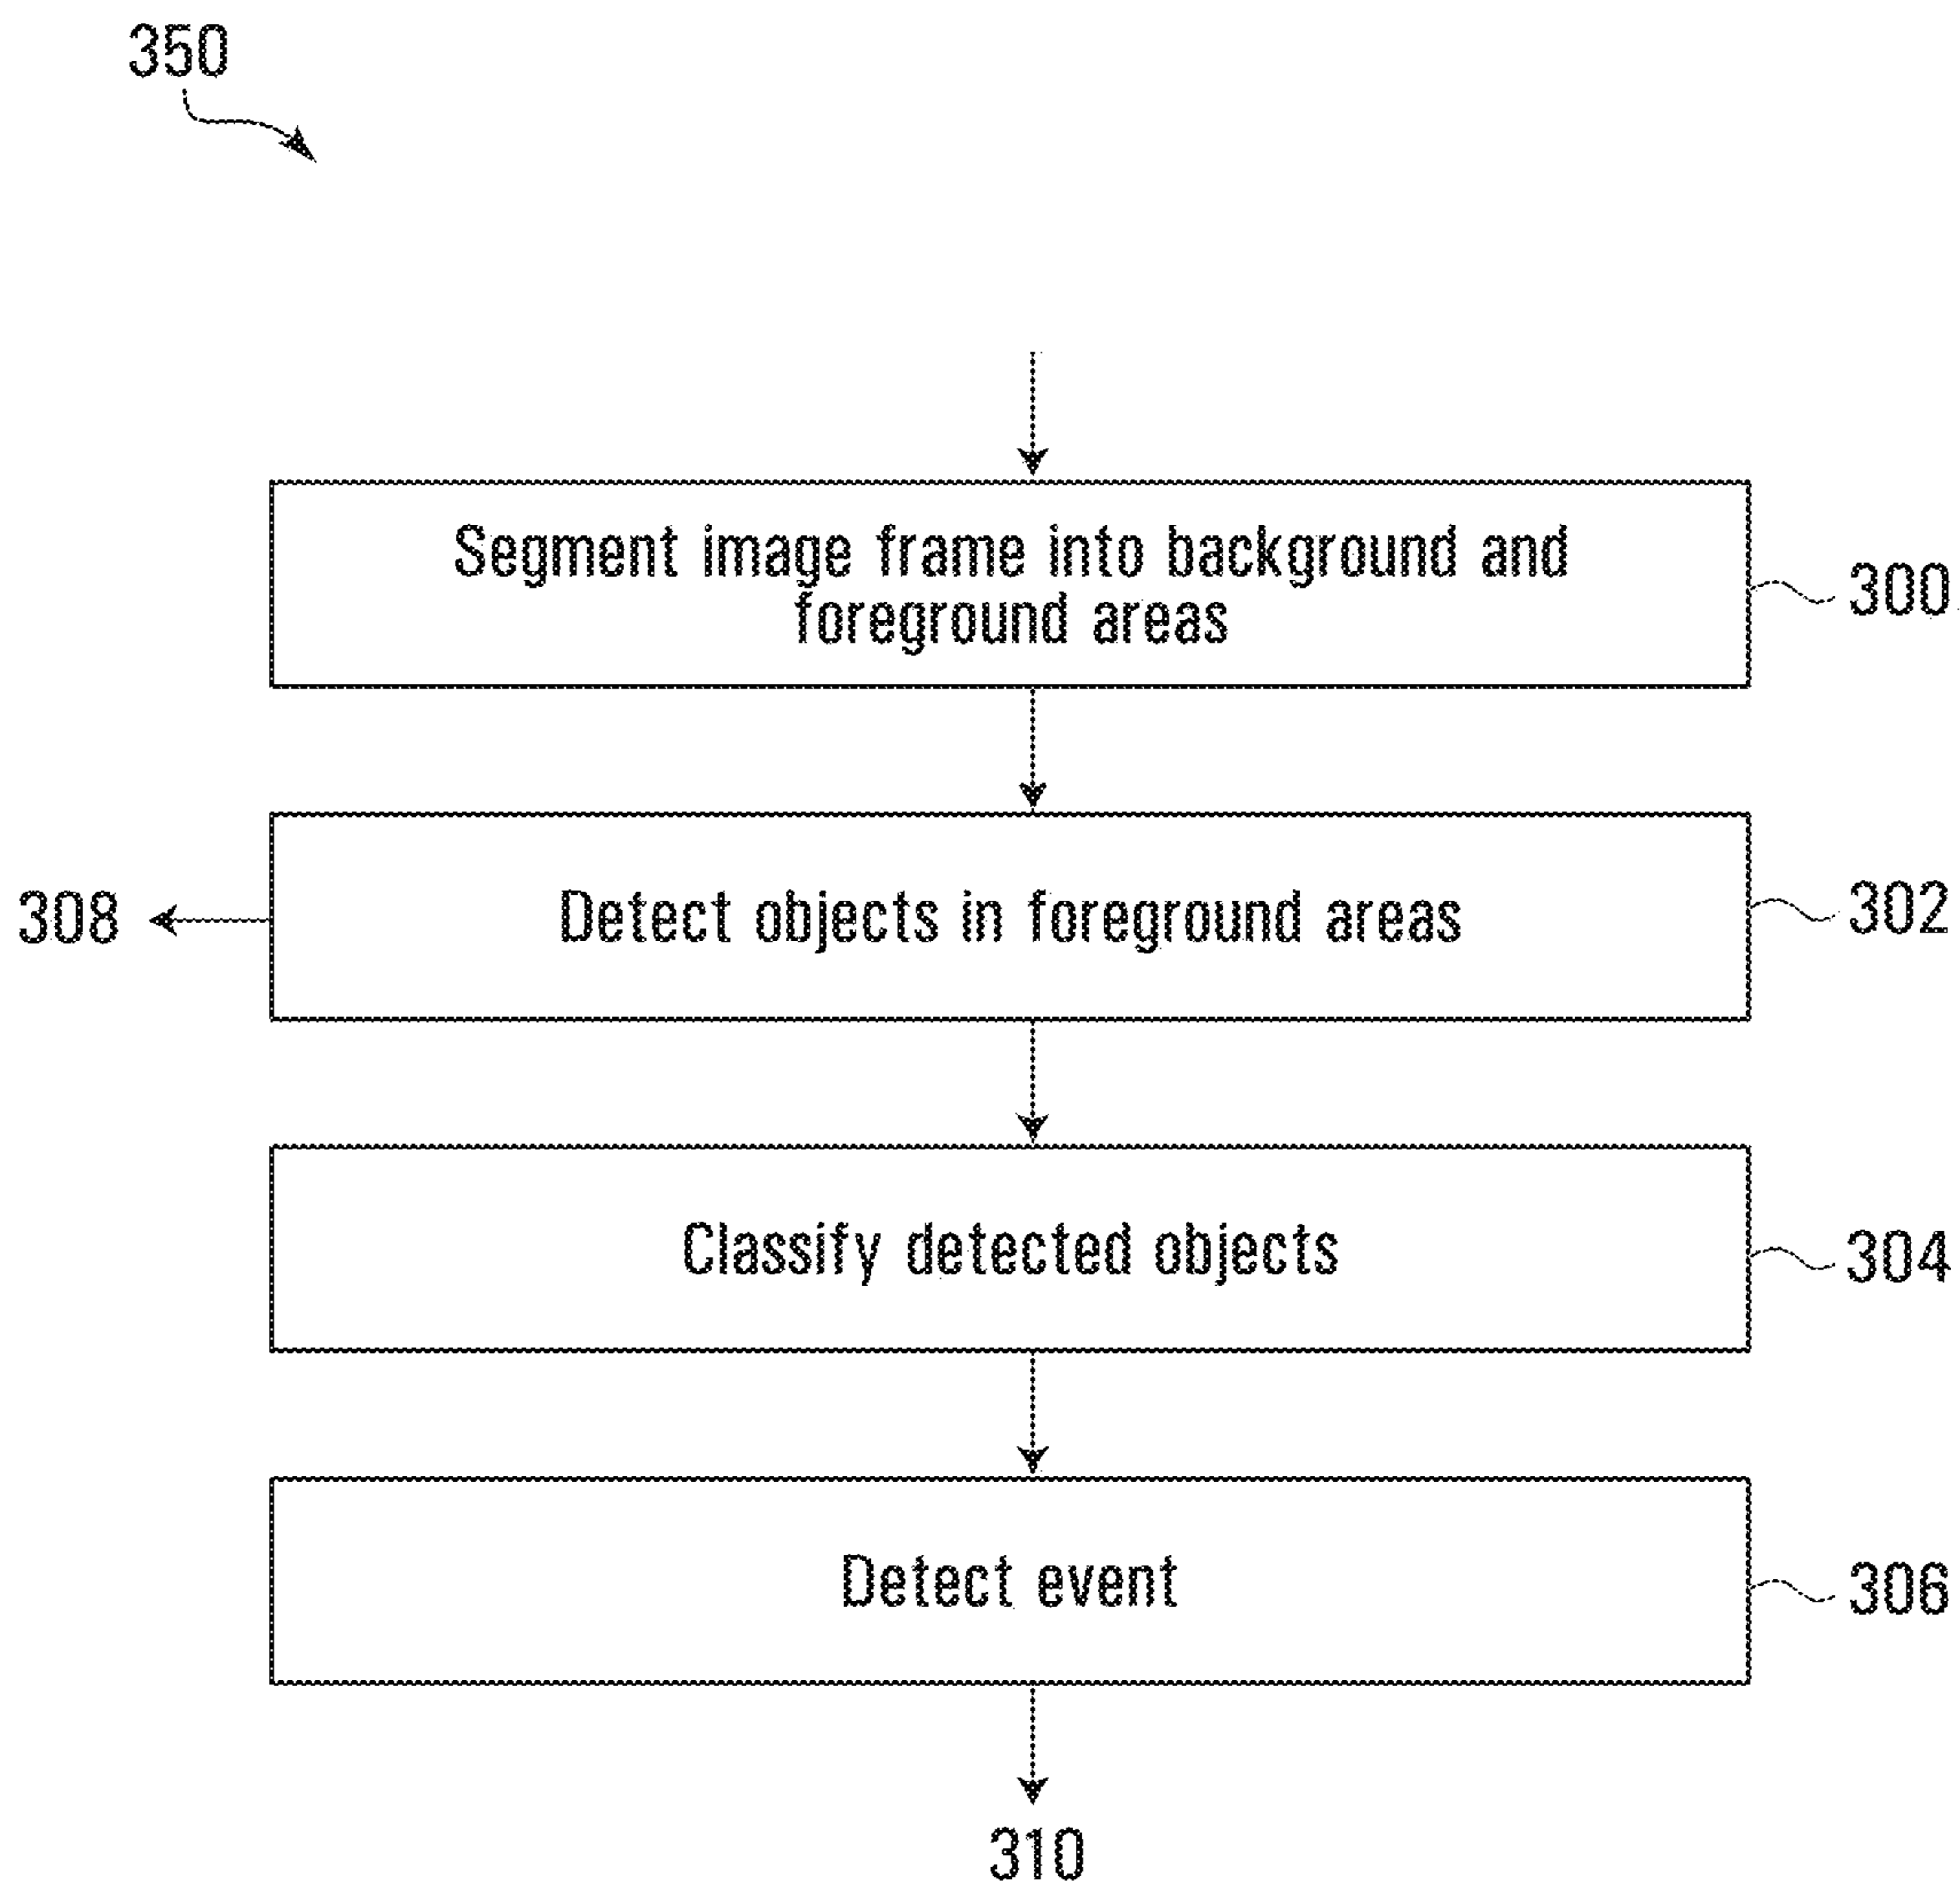 350
Segment image frame into background and
foreground areas
300
308
Detect objects in foreground areas
302
Classify detected objects
304
Detect event
306
310